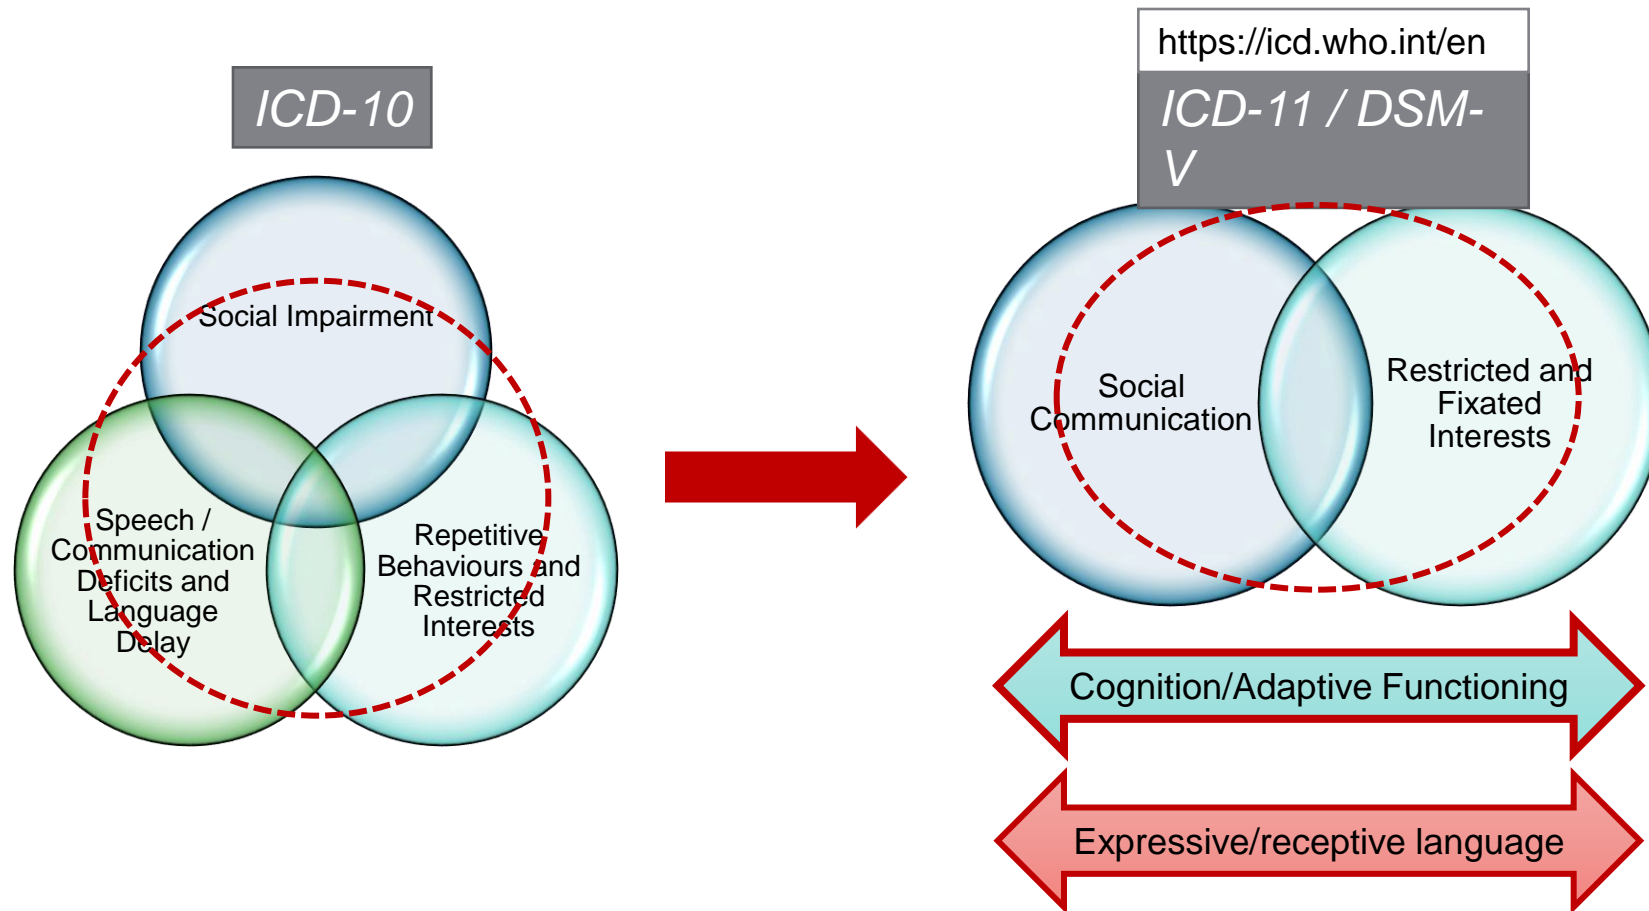 ICD-10
Social Impairment
Speech /
Communication
Deficits and
Language
Delay
Repetitive
Behaviours and
Restricted
Interests
https://icd.who.int/en
ICD-11 / DSM-
V
Social
Communication
Restricted and
Fixated
Interests
Cognition/Adaptive Functioning
Expressive/receptive language